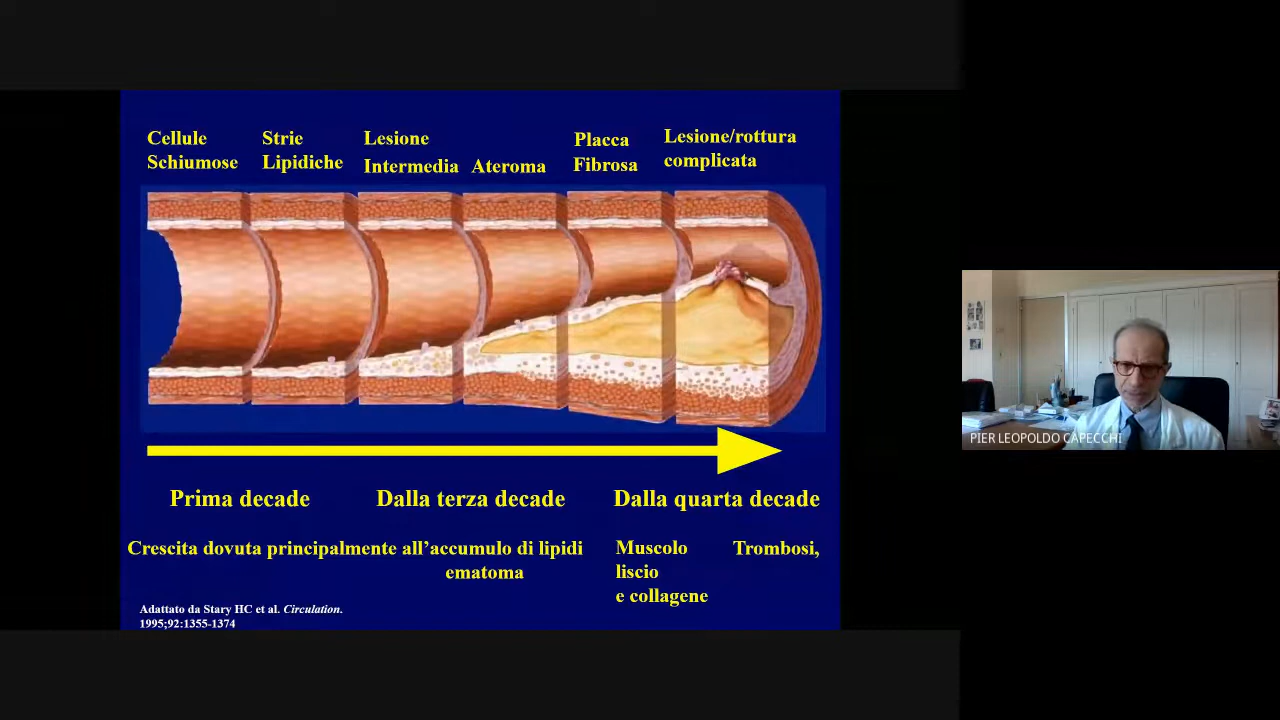 Cellule
Schiumose
Strie
Lipidiche
Lesione
Intermedia
Ateroma
Placca
Fibrosa
Lesione/rottura
complicata
Prima decade
Dalla terza decade
Dalla quarta decade
Crescita dovuta principalmente all’accumulo di lipidi
ematoma
Muscolo
liscio
e collagene
Trombosi,
Adattato da Stary HC et al. Circulation.
1995;92:1355-1374
PIER LEOPOLDO CAPECCHI